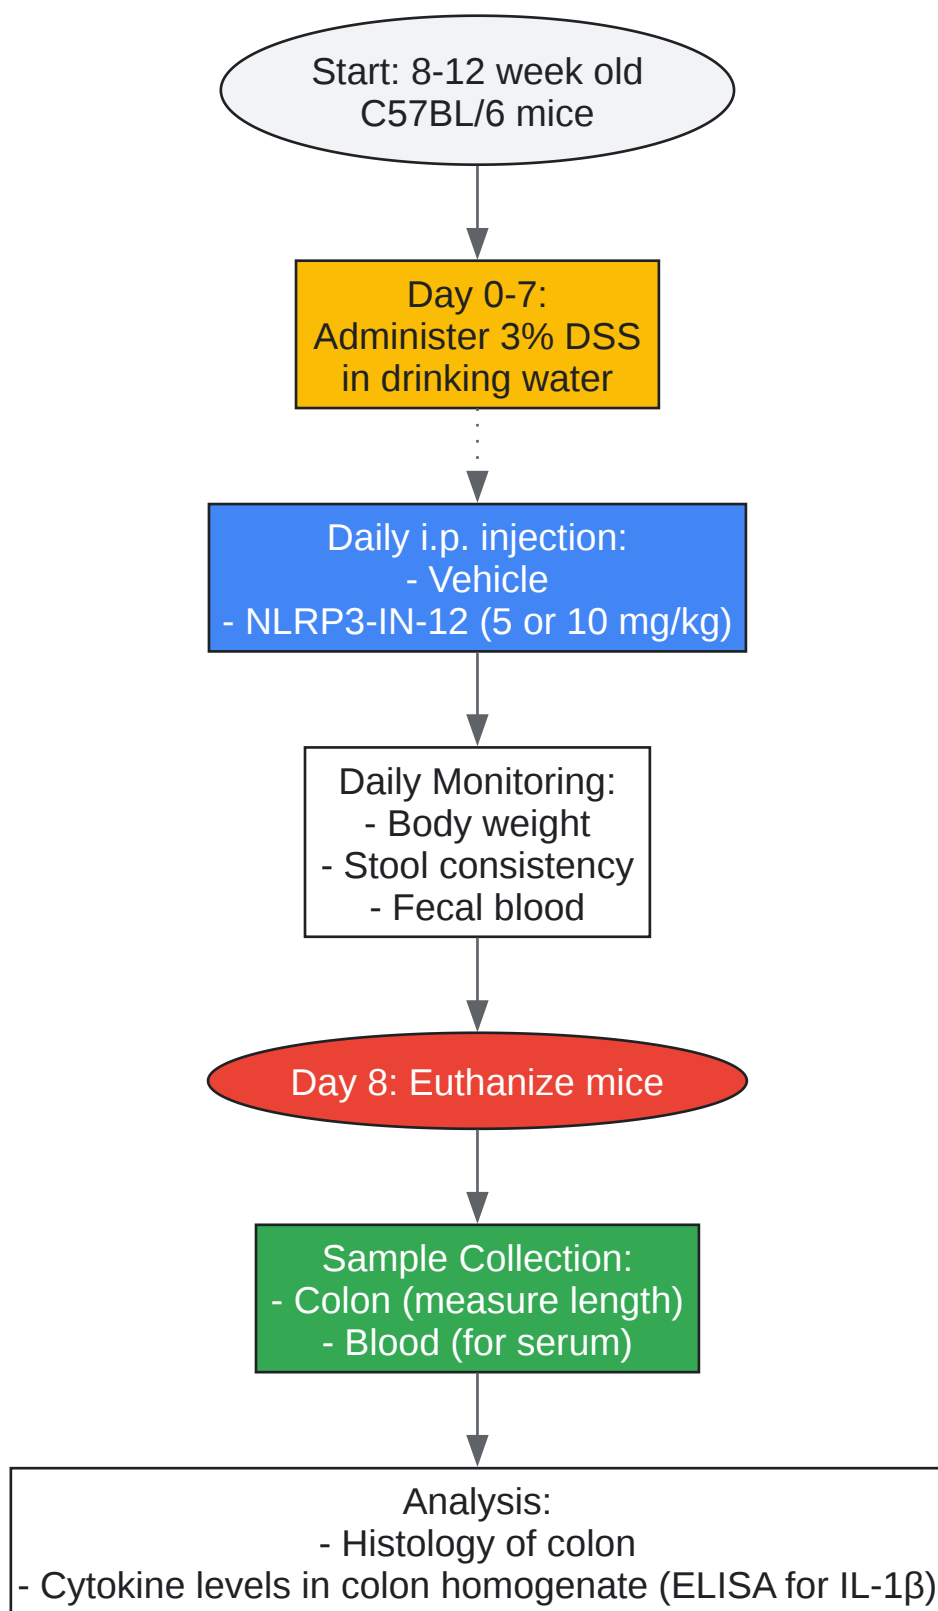 Start: 8-12 week old
C57BL/6 mice
Day 0-7:
Administer 3% DSS
in drinking water
Daily i.p. injection:
- Vehicle
- NLRP3-IN-12 (5 or 10 mg/kg)
Daily Monitoring:
- Body weight
- Stool consistency
- Fecal blood
Day 8: Euthanize mice
Sample Collection:
- Colon (measure length)
- Blood (for serum)
Analysis:
- Histology of colon
- Cytokine levels in colon homogenate (ELISA for IL-1β)